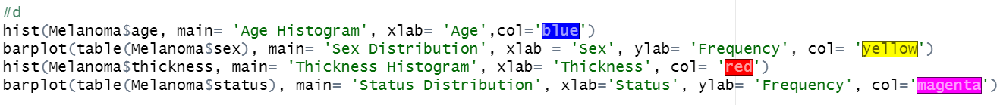 #d
hist(Melanoma$age, main= 'Age Histogram', xlab= 'Age',col='blue')
barplot(table(Melanoma$sex), main= 'Sex Distribution', xlab = 'Sex', ylab= 'Frequency', col= 'yellow')
hist(Melanoma$thickness, main= 'Thickness Histogram', xlab= 'Thickness', col= 'red')
barplot(table(Melanoma$status), main= 'Status Distribution', xlab='Status', ylab= 'Frequency', col='magenta')